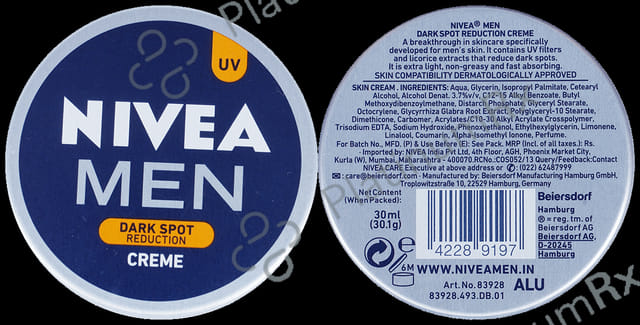 UV
NIVEA
MEN
DARK SPOT
REDUCTION
CREME
NIVEA® MEN
DARK SPOT REDUCTION CREME
A breakthrough in skincare specifically
developed for men's skin. It contains UV filters
and licorice extracts that reduce dark spots.
It is extra light, non-greasy and fast absorbing.
SKIN COMPATIBILITY DERMATOLOGICALLY APPROVED
SKIN CREAM. INGREDIENTS: Aqua, Glycerin, Isopropyl Palmitate, Cetearyl
Alcohol, Alcohol Denat. 3.7%v/v, C12-15 Alkyl Benzoate, Butyl
Methoxydibenzoylmethane, Distarch Phosphate, Glyceryl Stearate,
Octocrylene, Glycyrrhiza Glabra Root Extract, Polyglyceryl-10 Stearate,
Dimethicone, Carbomer, Acrylates/C10-30 Alkyl Acrylate Crosspolymer,
Trisodium EDTA, Sodium Hydroxide, Phenoxyethanol, Ethylhexylglycerin, Limonene,
Linalool, Coumarin, Alpha-Isomethyl Ionone, Perfume.
For Batch No., MFD. (P) & Use Before (E): See Pack. MRP (Incl. of all taxes.): Rs.
· Imported by: NIVEA India Pvt Ltd, 4th Floor, AGH, Phoenix Market City,
Kurla (W), Mumbai, Maharashtra - 400070.RCNo.:COS052/13 Query/Feedback:Contact
NIVEA CARE Executive at above address or : (022) 62487999
: care@beiersdorf.com · Manufactured by: Beiersdorf Manufacturing Hamburg GmbH,
Troplowitzstraße 10, 22529 Hamburg, Germany
Net Content
(When Packed):
30ml
(30.1g)
4228 9197
Beiersdorf
Hamburg
® = reg. tm. of
Beiersdorf AG
Beiersdorf AG,
D-20245
Hamburg
6M
WWW.NIVEAMEN.IN
Art.No. 83928
83928.493.DB.01
ALU